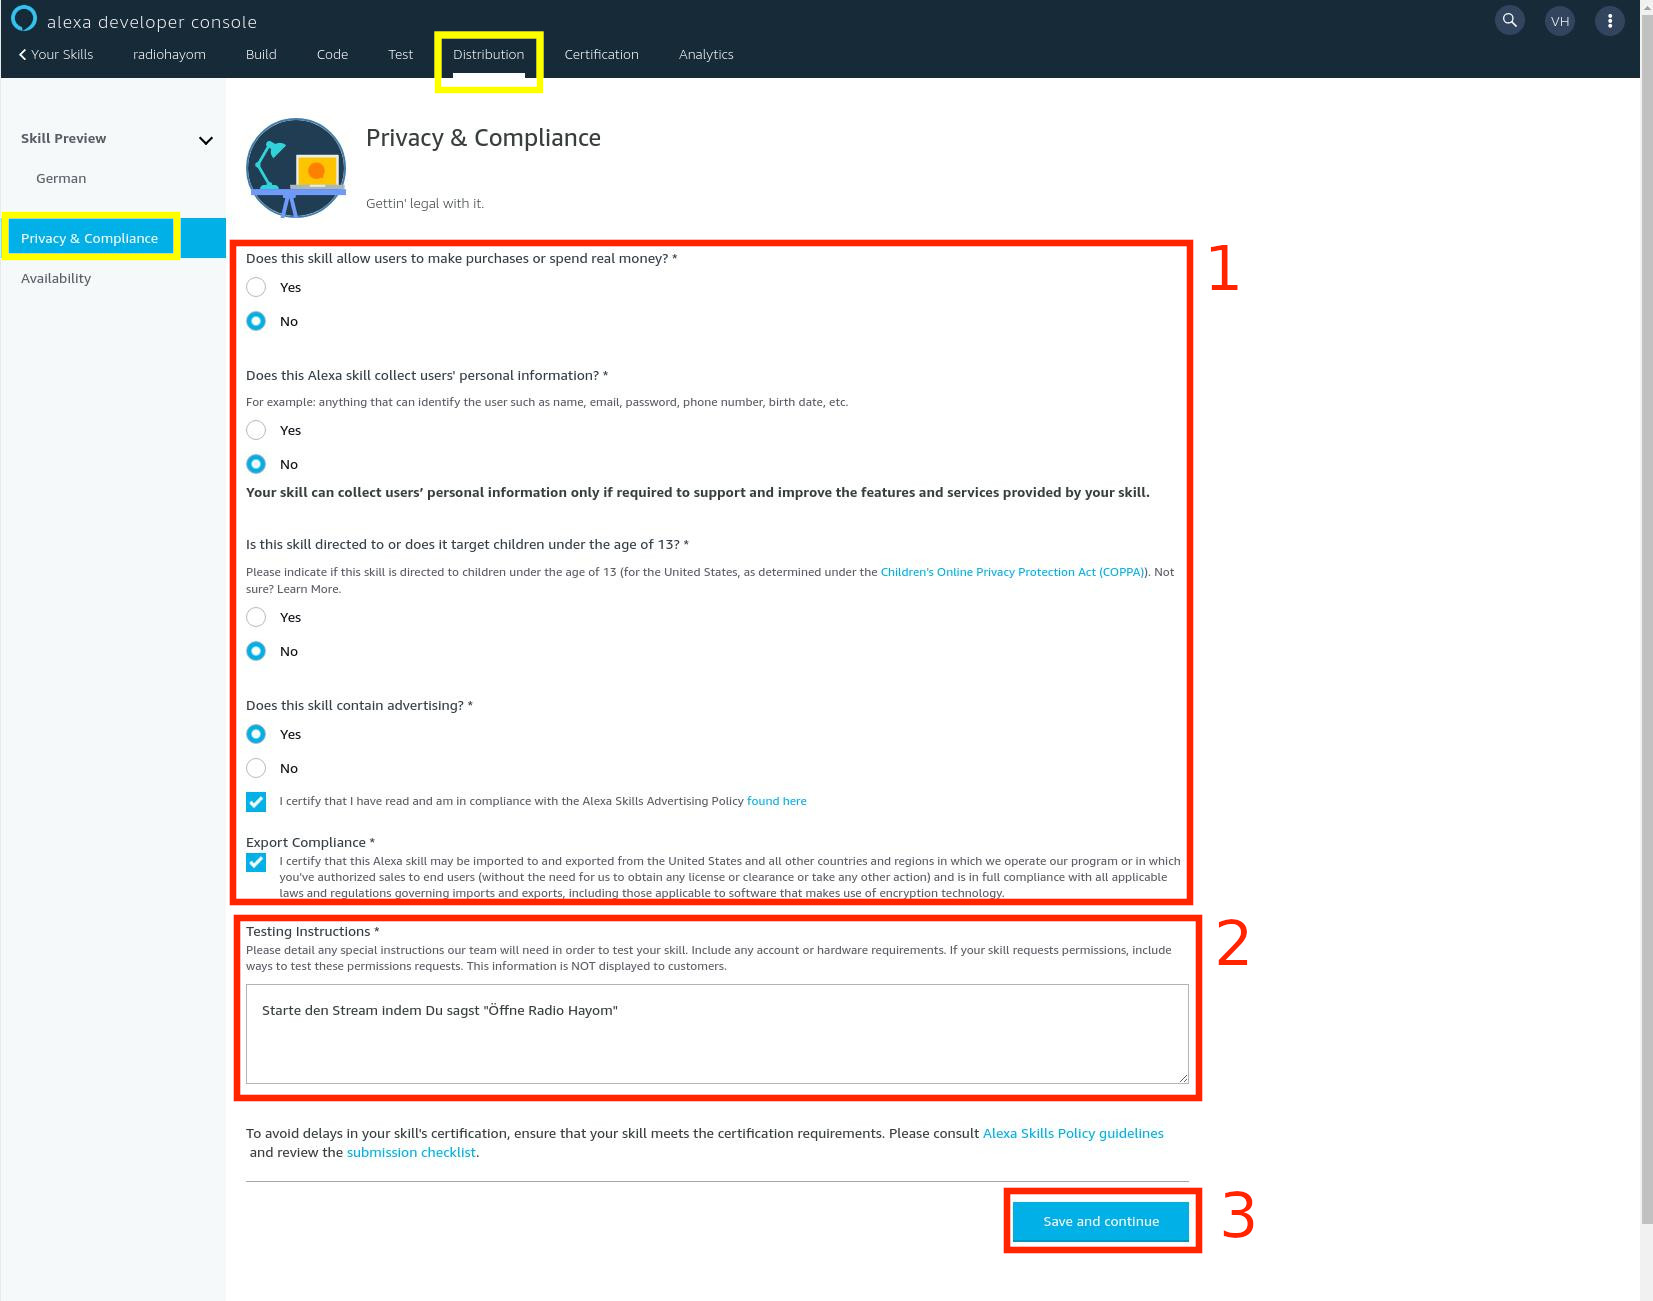 alexa developer console
VH
Your Skills radiohayom Build Code Test Distribution Certification Analytics
Skill Preview
German
Privacy & Compliance
Availability
Privacy & Compliance
Gettin' legal with it.
1
Does this skill allow users to make purchases or spend real money? *
Yes
No
Does this Alexa skill collect users' personal information? *
For example: anything that can identify the user such as name, email, password, phone number, birth date, etc.
Yes
No
Your skill can collect users’ personal information only if required to support and improve the features and services provided by your skill.
Is this skill directed to or does it target children under the age of 13? *
Please indicate if this skill is directed to children under the age of 13 (for the United States, as determined under the Children's Online Privacy Protection Act (COPPA)). Not
sure? Learn More.
Yes
No
Does this skill contain advertising? *
Yes
No
I certify that I have read and am in compliance with the Alexa Skills Advertising Policy found here
Export Compliance *
I certify that this Alexa skill may be imported to and exported from the United States and all other countries and regions in which we operate our program or in which
you've authorized sales to end users (without the need for us to obtain any license or clearance or take any other action) and is in full compliance with all applicable
laws and regulations governing imports and exports, including those applicable to software that makes use of encryption technology.
2
Testing Instructions *
Please detail any special instructions our team will need in order to test your skill. Include any account or hardware requirements. If your skill requests permissions, include
ways to test these permissions requests. This information is NOT displayed to customers.
Starte den Stream indem Du sagst "Öffne Radio Hayom"
To avoid delays in your skill's certification, ensure that your skill meets the certification requirements. Please consult Alexa Skills Policy guidelines
and review the submission checklist.
Save and continue
3